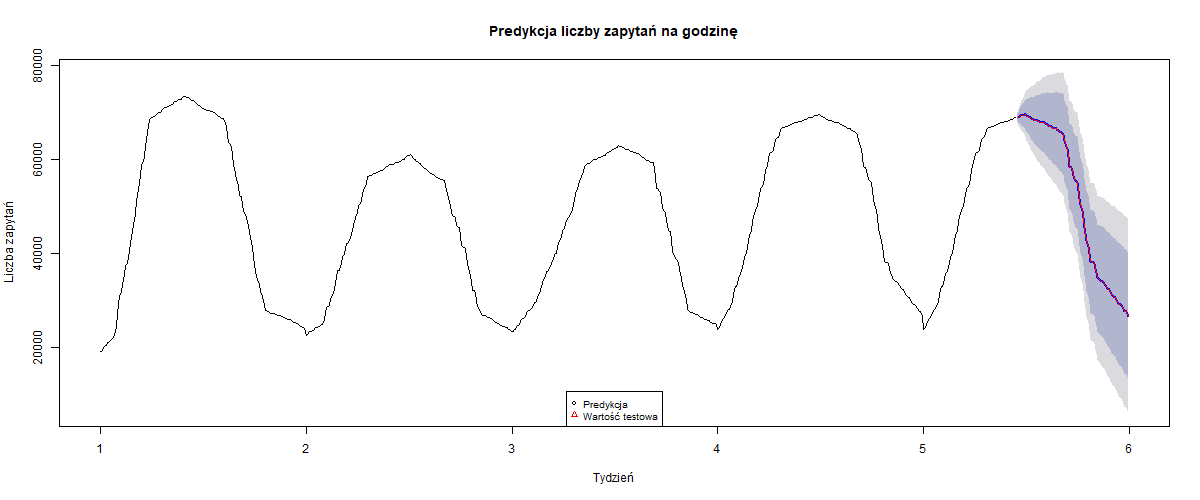 Predykcja liczby zapytań na godzinę
Liczba zapytań
80000
60000
40000
20000
Predykcja
Wartość testowa
1 2 3 4 5 6
Tydzień